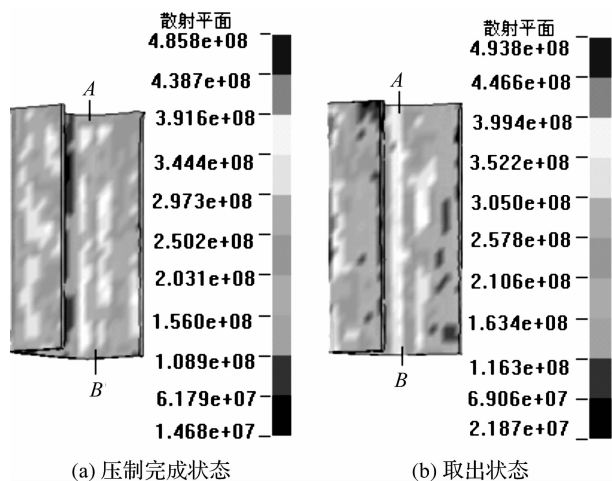 散射平面
4.858e+08
4.387e+08
3.916e+08
3.444e+08
2.973e+08
2.502e+08
2.031e+08
1.560e+08
1.089e+08
6.179e+07
1.468e+07
A
B
(a) 压制完成状态
散射平面
4.938e+08
4.466e+08
3.994e+08
3.522e+08
3.050e+08
2.578e+08
2.106e+08
1.634e+08
1.163e+08
6.906e+07
2.187e+07
A
B
(b) 取出状态